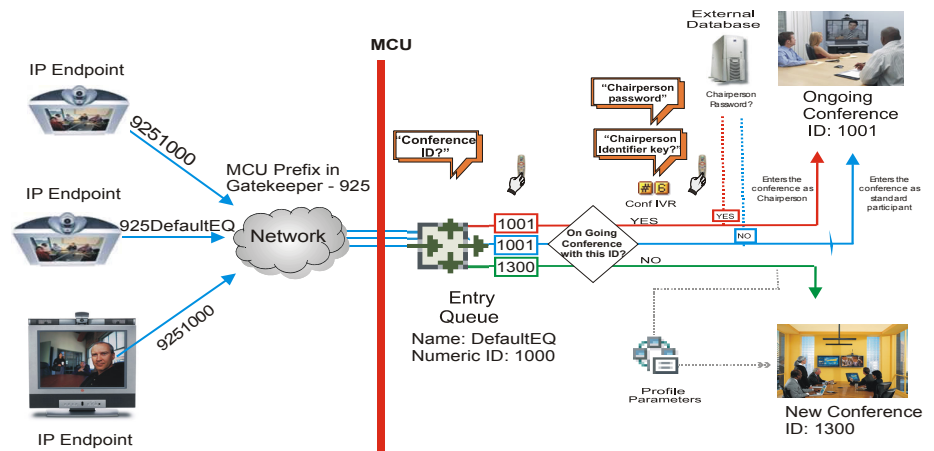 IP Endpoint
9251000
IP Endpoint
925DefaultEQ
9251000
IP Endpoint
MCU Prefix in
Gatekeeper - 925
Network
MCU
"Conference
ID?"
Entry
Queue
Name: DefaultEQ
Numeric ID: 1000
1001
1001
1300
"Chairperson
password"
"Chairperson
Identifier key?"
# 6
Conf IVR
On Going
Conference
with this ID?
YES
NO
External
Database
Chairperson
Password?
YES
NO
Ongoing
Conference
ID: 1001
Enters the
conference as
Chairperson
Enters the
conference as
standard
participant
Profile
Parameters
New Conference
ID: 1300